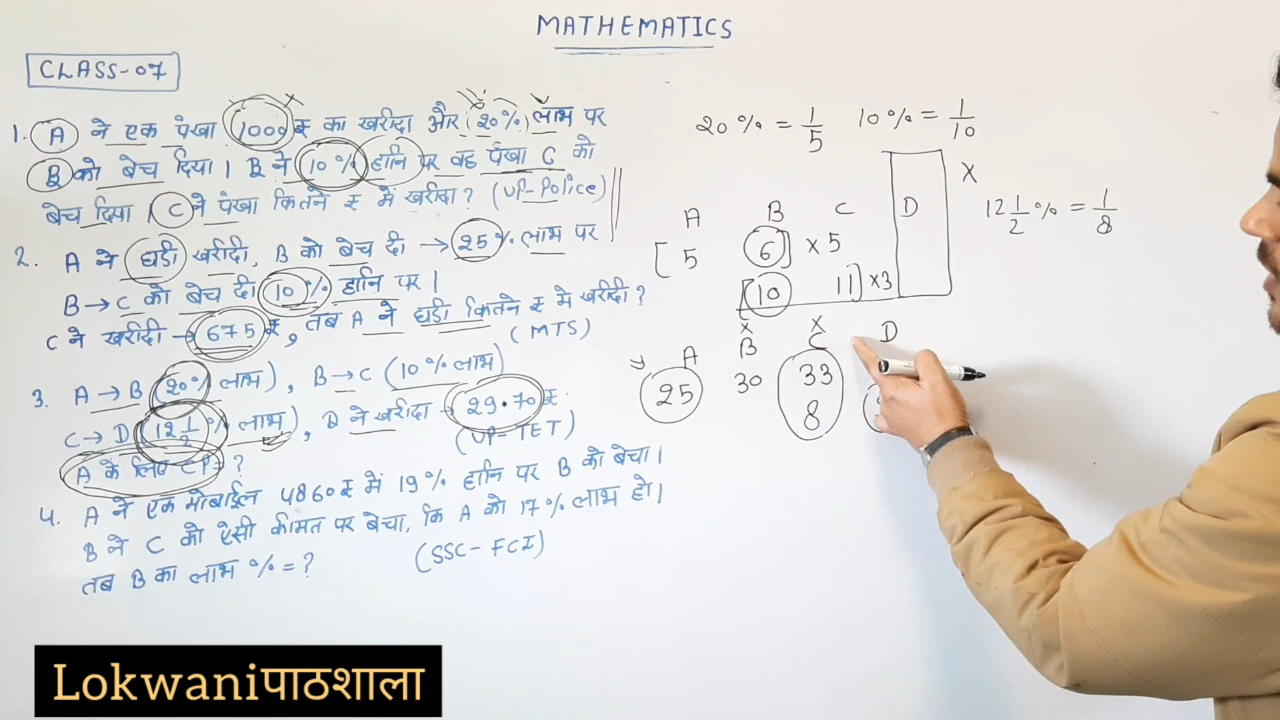 MATHEMATICS
CLASS-07
1. A ने एक पंखा 1000 ₹ का खरीदा और (20%) लाभ पर
B को बेच दिया। B ने 10% हानि पर वह पंखा C को
बेच दिया। C ने पंखा कितने ₹ में खरीदा? (UP-Police)
2. A ने घडी खरीदी, B को बेच दी → 25% लाभ पर
B → C को बेच दी 10% हानि पर।
C ने खरीदी → 675 ₹, तब A ने घडी कितने ₹ में खरीदी?
(MTS)
3. A → B (20% लाभ), B → C (10% लाभ)
C → D (12 1/2 % लाभ), D ने खरीदा → 29.70 ₹
(UP-TET)
A के लिए CP = ?
4. A ने एक मोबाईल 4860 ₹ में 19% हानि पर B को बेचा।
B ने C को ऐसी कीमत पर बेचा, कि A को 17% लाभ हो।
तब B का लाभ % = ? (SSC-FCI)
20% = 1/5 10% = 1/10
X
12 1/2 % = 1/8
A B C D
[5 6] x 5
[10 11] x 3
x x
A B C D
25 30 33
8
Lokwaniपाठशाला